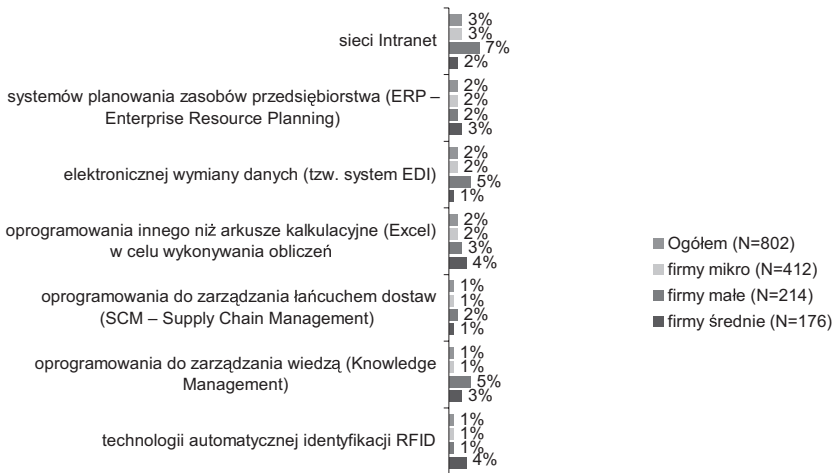 sieci Intranet
3%
3%
7%
2%
systemów planowania zasobów przedsiębiorstwa (ERP –
Enterprise Resource Planning)
2%
2%
2%
3%
elektronicznej wymiany danych (tzw. system EDI)
2%
2%
5%
1%
oprogramowania innego niż arkusze kalkulacyjne (Excel)
w celu wykonywania obliczeń
2%
2%
3%
4%
oprogramowania do zarządzania łańcuchem dostaw
(SCM – Supply Chain Management)
1%
1%
2%
1%
oprogramowania do zarządzania wiedzą (Knowledge
Management)
1%
1%
5%
3%
technologii automatycznej identyfikacji RFID
1%
1%
1%
4%
Ogółem (N=802)
firmy mikro (N=412)
firmy małe (N=214)
firmy średnie (N=176)